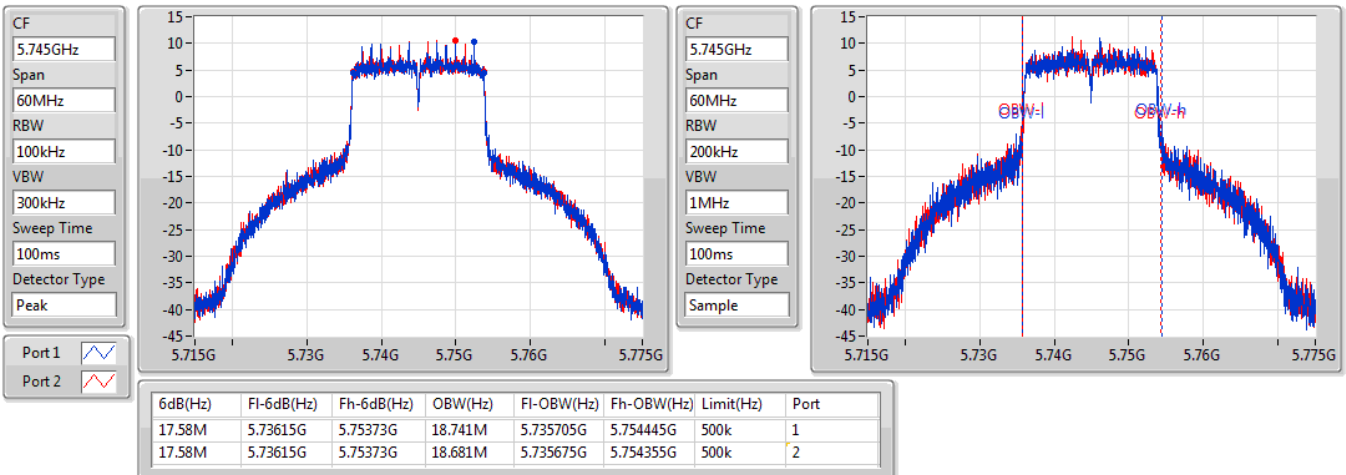 CF
5.745GHz
Span
60MHz
RBW
100kHz
VBW
300kHz
Sweep Time
100ms
Detector Type
Peak
15
10
5
0
-5
-10
-15
-20
-25
-30
-35
-40
-45
5.715G 5.73G 5.74G 5.75G 5.76G 5.775G
CF
5.745GHz
Span
60MHz
RBW
200kHz
VBW
1MHz
Sweep Time
100ms
Detector Type
Sample
15
10
5
0
-5
-10
-15
-20
-25
-30
-35
-40
-45
OBW-l OBW-h
5.715G 5.73G 5.74G 5.75G 5.76G 5.775G
Port 1
Port 2
6dB(Hz) Fl-6dB(Hz) Fh-6dB(Hz) OBW(Hz) Fl-OBW(Hz) Fh-OBW(Hz) Limit(Hz) Port
17.58M 5.73615G 5.75373G 18.741M 5.735705G 5.754445G 500k 1
17.58M 5.73615G 5.75373G 18.681M 5.735675G 5.754355G 500k 2